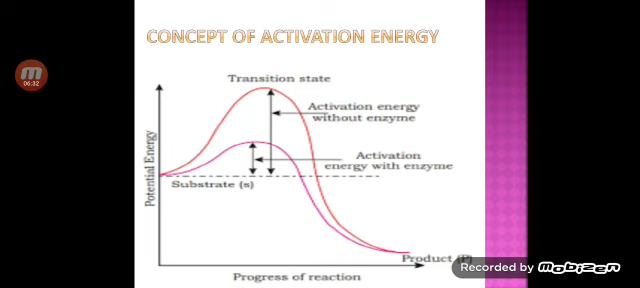 CONCEPT OF ACTIVATION ENERGY
06:32
Transition state
Activation energy
without enzyme
Activation
energy with enzyme
Potential Energy
Substrate (s)
Product (P)
Progress of reaction
Recorded by mobizen